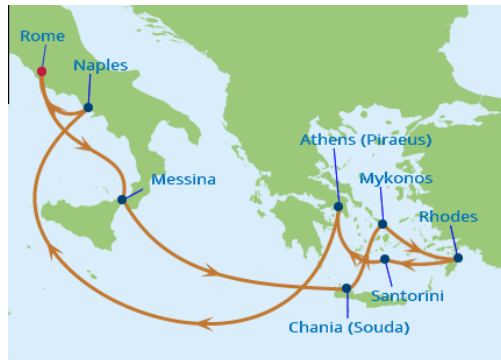 Rome
Naples
Athens (Piraeus)
Messina
Mykonos
Rhodes
Santorini
Chania (Souda)